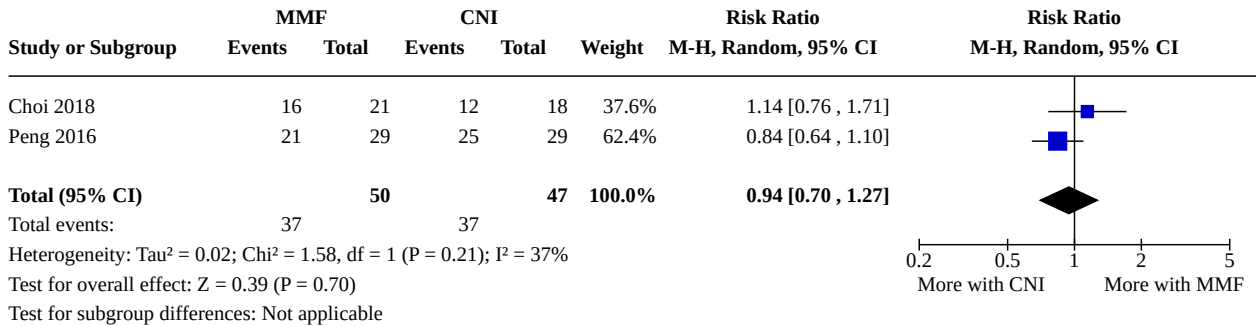 MMF CNI Risk Ratio Risk Ratio
Study or Subgroup Events Total Events Total Weight M-H, Random, 95% CI M-H, Random, 95% CI
Choi 2018 16 21 12 18 37.6% 1.14 [0.76 , 1.71]
Peng 2016 21 29 25 29 62.4% 0.84 [0.64 , 1.10]
Total (95% CI) 50 47 100.0% 0.94 [0.70 , 1.27]
Total events: 37 37
Heterogeneity: Tau² = 0.02; Chi² = 1.58, df = 1 (P = 0.21); I² = 37%
0.2 0.5 1 2 5
Test for overall effect: Z = 0.39 (P = 0.70) More with CNI More with MMF
Test for subgroup differences: Not applicable